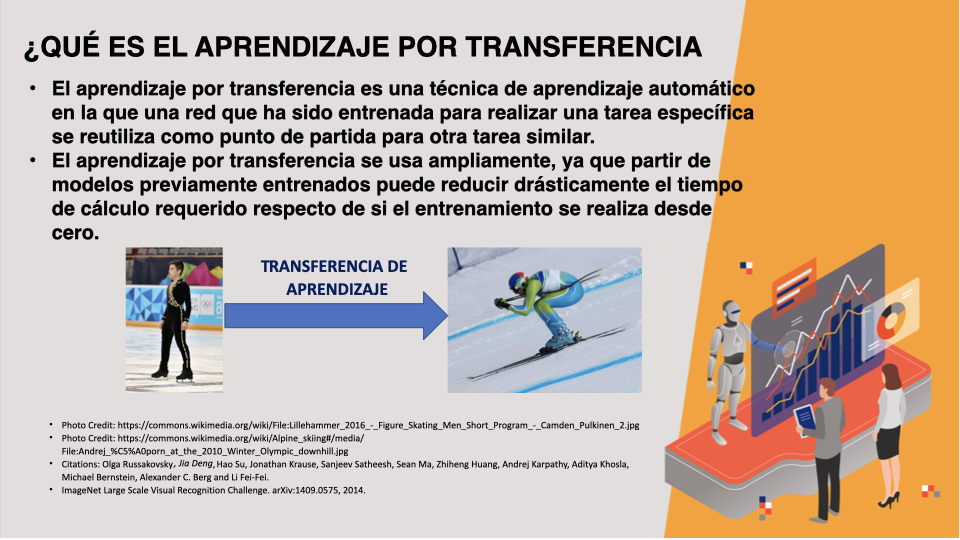 ¿QUÉ ES EL APRENDIZAJE POR TRANSFERENCIA
• El aprendizaje por transferencia es una técnica de aprendizaje automático
en la que una red que ha sido entrenada para realizar una tarea específica
se reutiliza como punto de partida para otra tarea similar.
• El aprendizaje por transferencia se usa ampliamente, ya que partir de
modelos previamente entrenados puede reducir drásticamente el tiempo
de cálculo requerido respecto de si el entrenamiento se realiza desde
cero.
TRANSFERENCIA DE
APRENDIZAJE
• Photo Credit: https://commons.wikimedia.org/wiki/File:Lillehammer_2016_-_Figure_Skating_Men_Short_Program_-_Camden_Pulkinen_2.jpg
• Photo Credit: https://commons.wikimedia.org/wiki/Alpine_skiing#/media/
File:Andrej_%C5%A0porn_at_the_2010_Winter_Olympic_downhill.jpg
• Citations: Olga Russakovsky, Jia Deng, Hao Su, Jonathan Krause, Sanjeev Satheesh, Sean Ma, Zhiheng Huang, Andrej Karpathy, Aditya Khosla,
Michael Bernstein, Alexander C. Berg and Li Fei-Fei.
• ImageNet Large Scale Visual Recognition Challenge. arXiv:1409.0575, 2014.